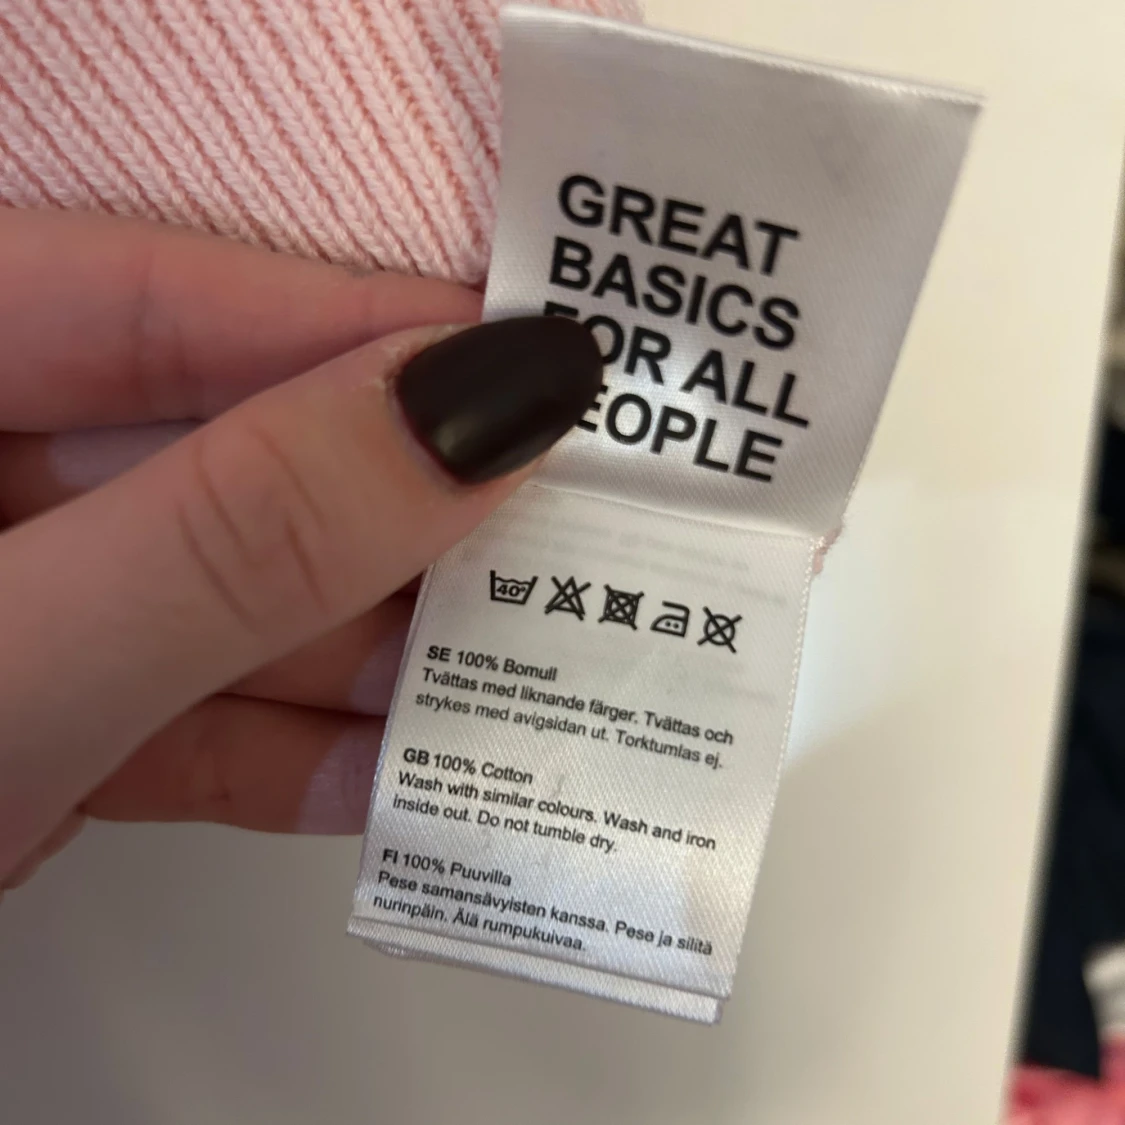 GREAT
BASICS
FOR ALL
PEOPLE
40°
SE 100% Bomull
Tvättas med liknande färger. Tvättas och
strykes med avigsidan ut. Torktumlas ej.
GB 100% Cotton
Wash with similar colours. Wash and iron
inside out. Do not tumble dry.
FI 100% Puuvilla
Pese samansävyisten kanssa. Pese ja silitä
nurinpäin. Älä rumpukuivaa.